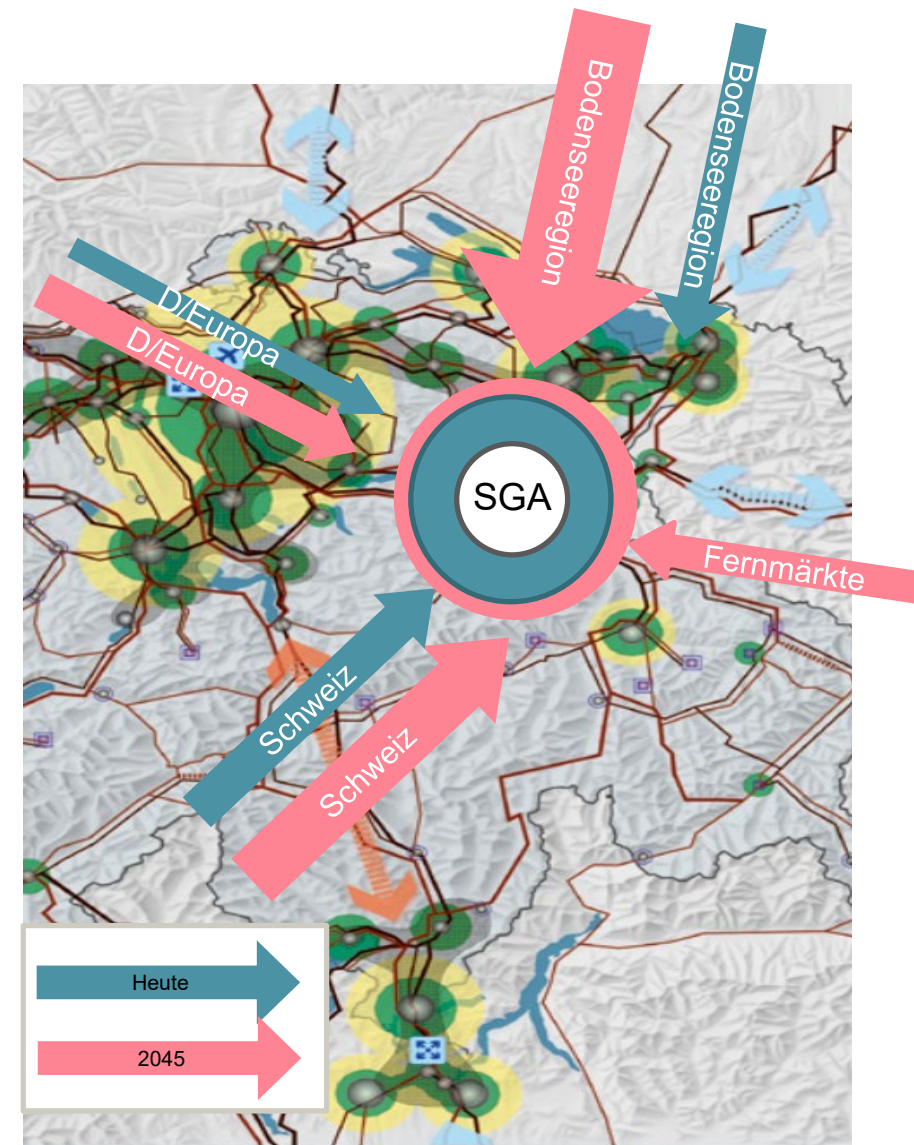 Bodenseeregion
Bodenseeregion
D/Europa
D/Europa
SGA
Fernmärkte
Schweiz
Schweiz
Heute
2045